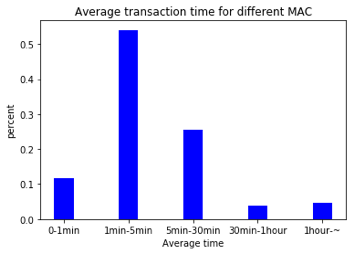 Average transaction time for different MAC
percent
0.5
0.4
0.3
0.2
0.1
0.0
0-1min 1min-5min 5min-30min 30min-1hour 1hour-~
Average time